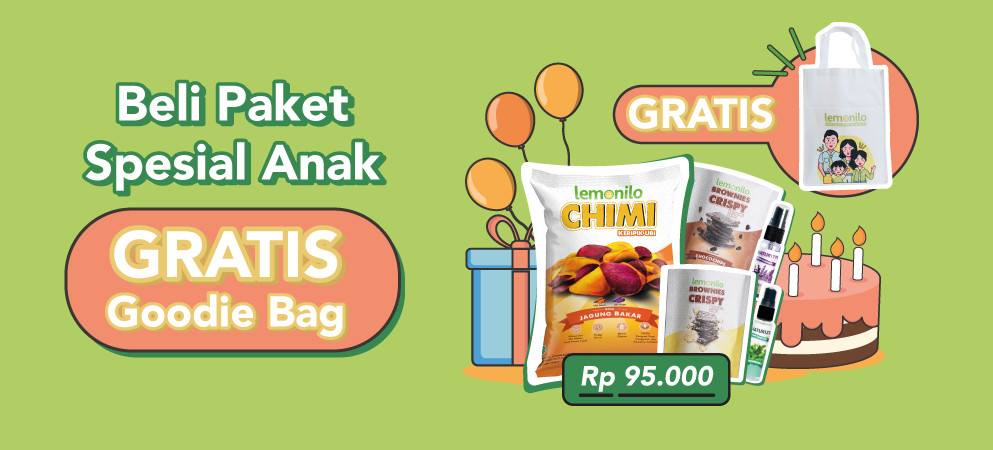 Beli Paket
Spesial Anak
GRATIS
Goodie Bag
GRATIS
lemonilo
lemonilo
CHIMI
KERIPIK UBI
JAGUNG BAKAR
lemonilo
BROWNIES
CRISPY
CHOCOCHIPS
lemonilo
BROWNIES
CRISPY
Rp 95.000